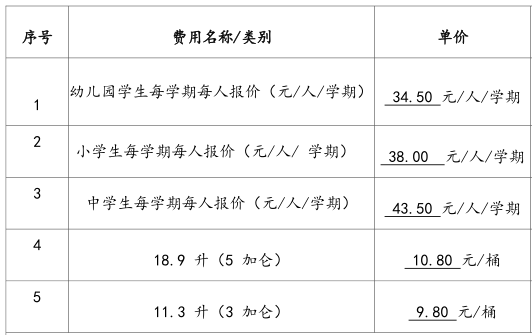 序号 费用名称/类别 单价
1 幼儿园学生每学期每人报价（元/人/学期） 34.50 元/人/学期
2 小学生每学期每人报价（元/人/ 学期） 38.00 元/人/学期
3 中学生每学期每人报价（元/人/学期） 43.50 元/人/学期
4 18.9 升（5 加仑） 10.80 元/桶
5 11.3 升（3 加仑） 9.80 元/桶